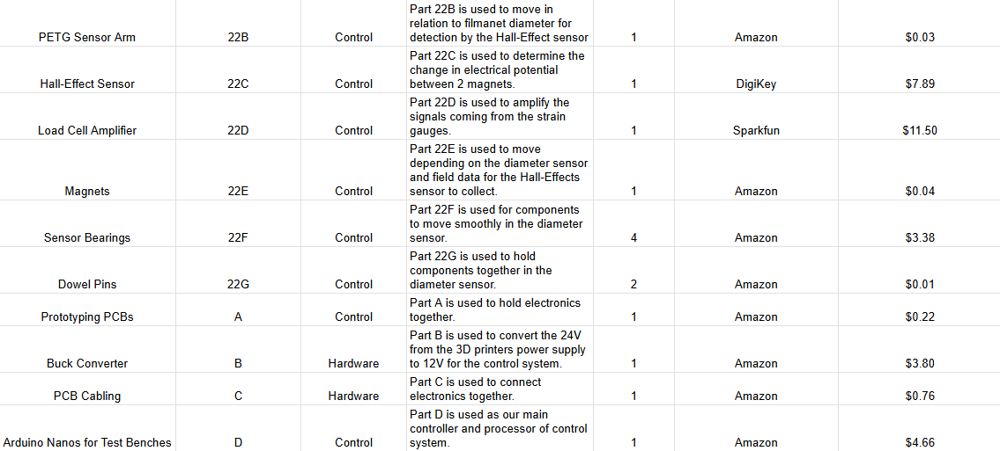 Part 22B is used to move in
relation to filmanet diameter for
PETG Sensor Arm 22B Control detection by the Hall-Effect sensor 1 Amazon $0.03
Part 22C is used to determine the
change in electrical potential
Hall-Effect Sensor 22C Control between 2 magnets. 1 DigiKey $7.89
Part 22D is used to amplify the
signals coming from the strain
Load Cell Amplifier 22D Control gauges. 1 Sparkfun $11.50
Part 22E is used to move
depending on the diameter sensor
and field data for the Hall-Effects
Magnets 22E Control sensor to collect. 1 Amazon $0.04
Part 22F is used for components
to move smoothly in the diameter
Sensor Bearings 22F Control sensor. 4 Amazon $3.38
Part 22G is used to hold
components together in the
Dowel Pins 22G Control diameter sensor. 2 Amazon $0.01
Part A is used to hold electronics
Prototyping PCBs A Control together. 1 Amazon $0.22
Part B is used to convert the 24V
from the 3D printers power supply
Buck Converter B Hardware to 12V for the control system. 1 Amazon $3.80
Part C is used to connect
PCB Cabling C Hardware electronics together. 1 Amazon $0.76
Part D is used as our main
controller and processor of control
Arduino Nanos for Test Benches D Control system. 1 Amazon $4.66